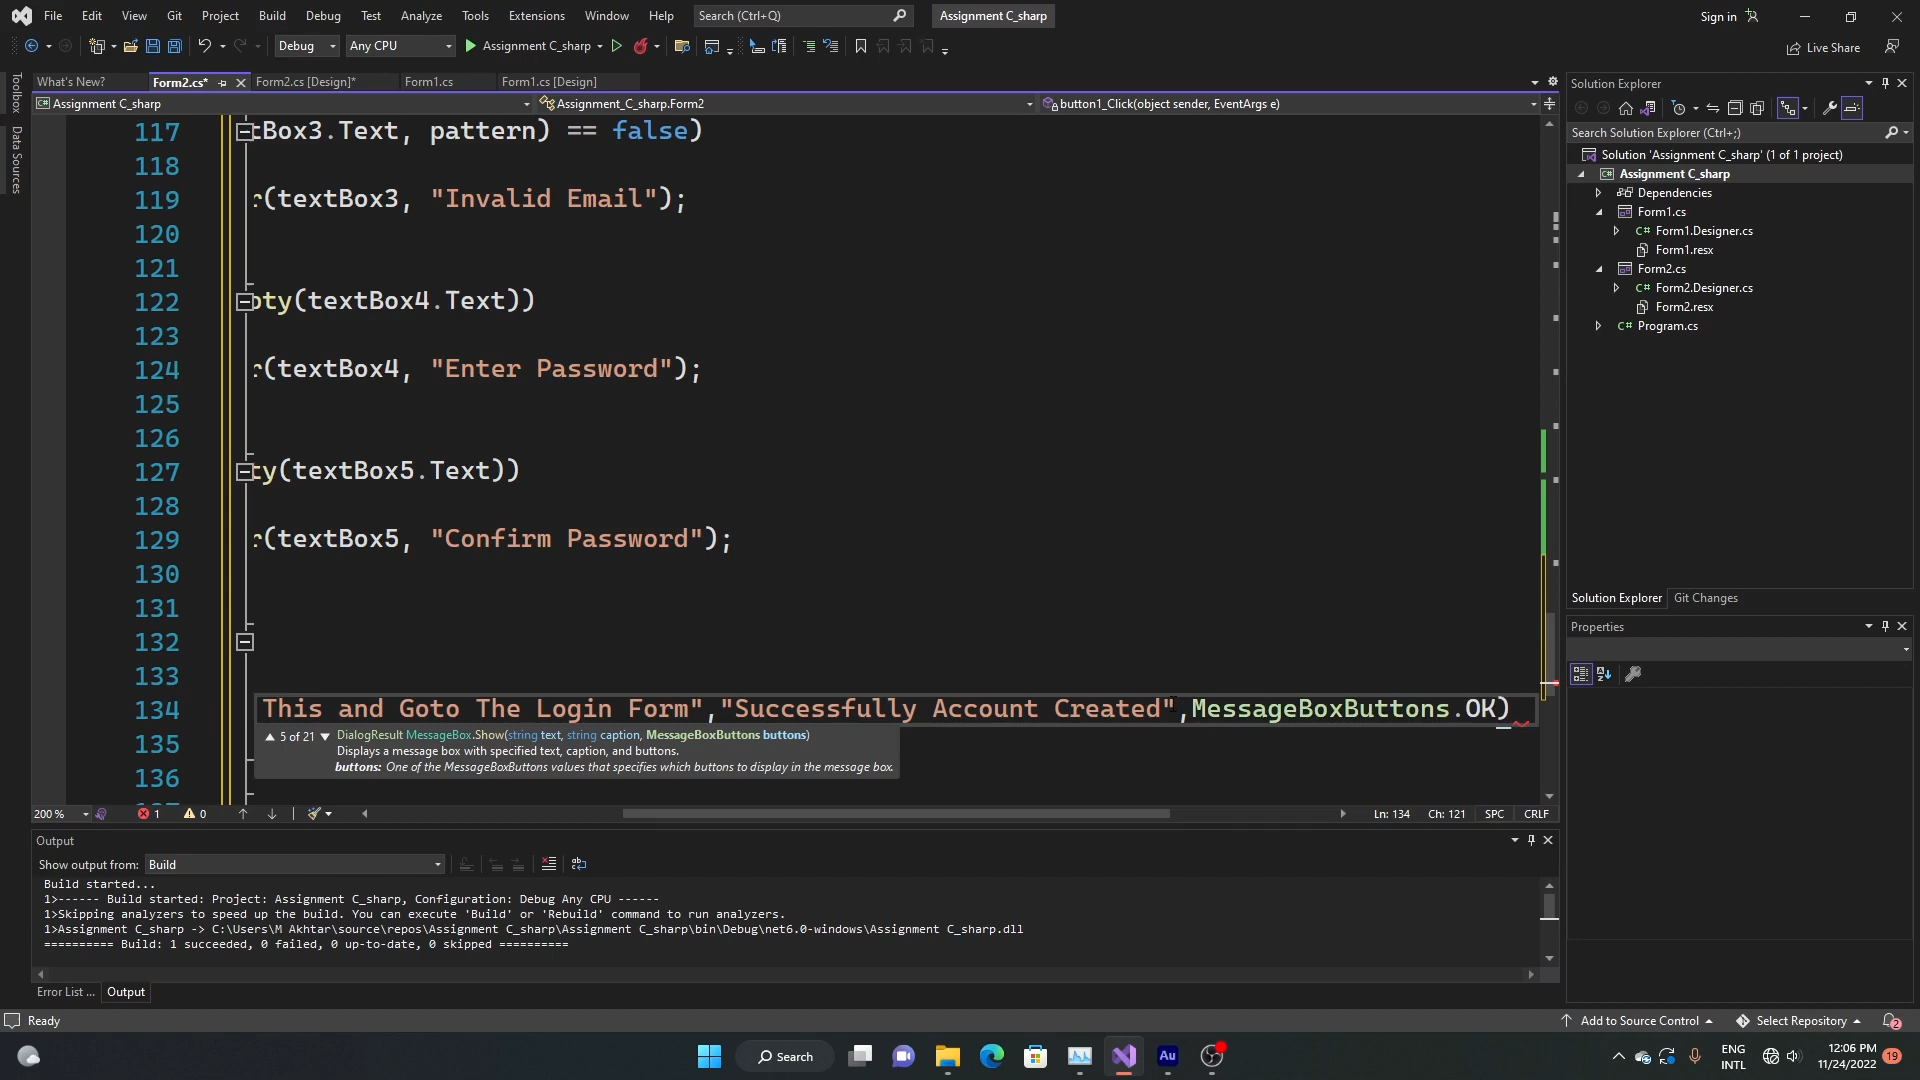 File Edit View Git Project Build Debug Test Analyze Tools Extensions Window Help Search (Ctrl+Q) Assignment C_sharp Sign in
Debug Any CPU Assignment C_sharp Live Share
What's New? Form2.cs* Form2.cs [Design]* Form1.cs Form1.cs [Design]
Assignment C_sharp Assignment_C_sharp.Form2 button1_Click(object sender, EventArgs e)
Toolbox
Data Sources
117 tBox3.Text, pattern) == false)
118
119 r(textBox3, "Invalid Email");
120
121
122 pty(textBox4.Text))
123
124 r(textBox4, "Enter Password");
125
126
127 ty(textBox5.Text))
128
129 r(textBox5, "Confirm Password");
130
131
132
133
134 This and Goto The Login Form","Successfully Account Created",MessageBoxButtons.OK)
135
136
5 of 21 DialogResult MessageBox.Show(string text, string caption, MessageBoxButtons buttons)
Displays a message box with specified text, caption, and buttons.
buttons: One of the MessageBoxButtons values that specifies which buttons to display in the message box.
200 % 1 0 Ln: 134 Ch: 121 SPC CRLF
Output
Show output from: Build
Build started...
1>------ Build started: Project: Assignment C_sharp, Configuration: Debug Any CPU ------
1>Skipping analyzers to speed up the build. You can execute 'Build' or 'Rebuild' command to run analyzers.
1>Assignment C_sharp -> C:\Users\M Akhtar\source\repos\Assignment C_sharp\Assignment C_sharp\bin\Debug\net6.0-windows\Assignment C_sharp.dll
========== Build: 1 succeeded, 0 failed, 0 up-to-date, 0 skipped ==========
Error List ... Output
Solution Explorer
Search Solution Explorer (Ctrl+;)
Solution 'Assignment C_sharp' (1 of 1 project)
Assignment C_sharp
Dependencies
Form1.cs
C# Form1.Designer.cs
Form1.resx
Form2.cs
C# Form2.Designer.cs
Form2.resx
C# Program.cs
Solution Explorer Git Changes
Properties
Ready Add to Source Control Select Repository 2
Search Au ENG INTL 12:06 PM 11/24/2022 19